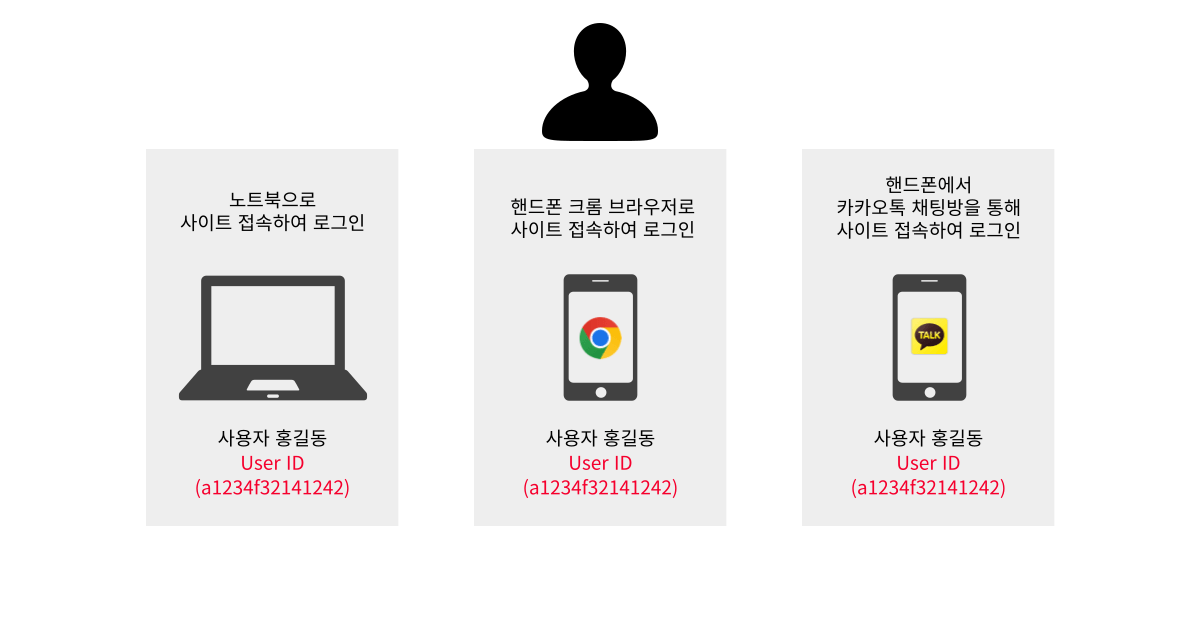 노트북으로
사이트 접속하여 로그인
사용자 홍길동
User ID
(a1234f32141242)
핸드폰 크롬 브라우저로
사이트 접속하여 로그인
사용자 홍길동
User ID
(a1234f32141242)
핸드폰에서
카카오톡 채팅방을 통해
사이트 접속하여 로그인
TALK
사용자 홍길동
User ID
(a1234f32141242)